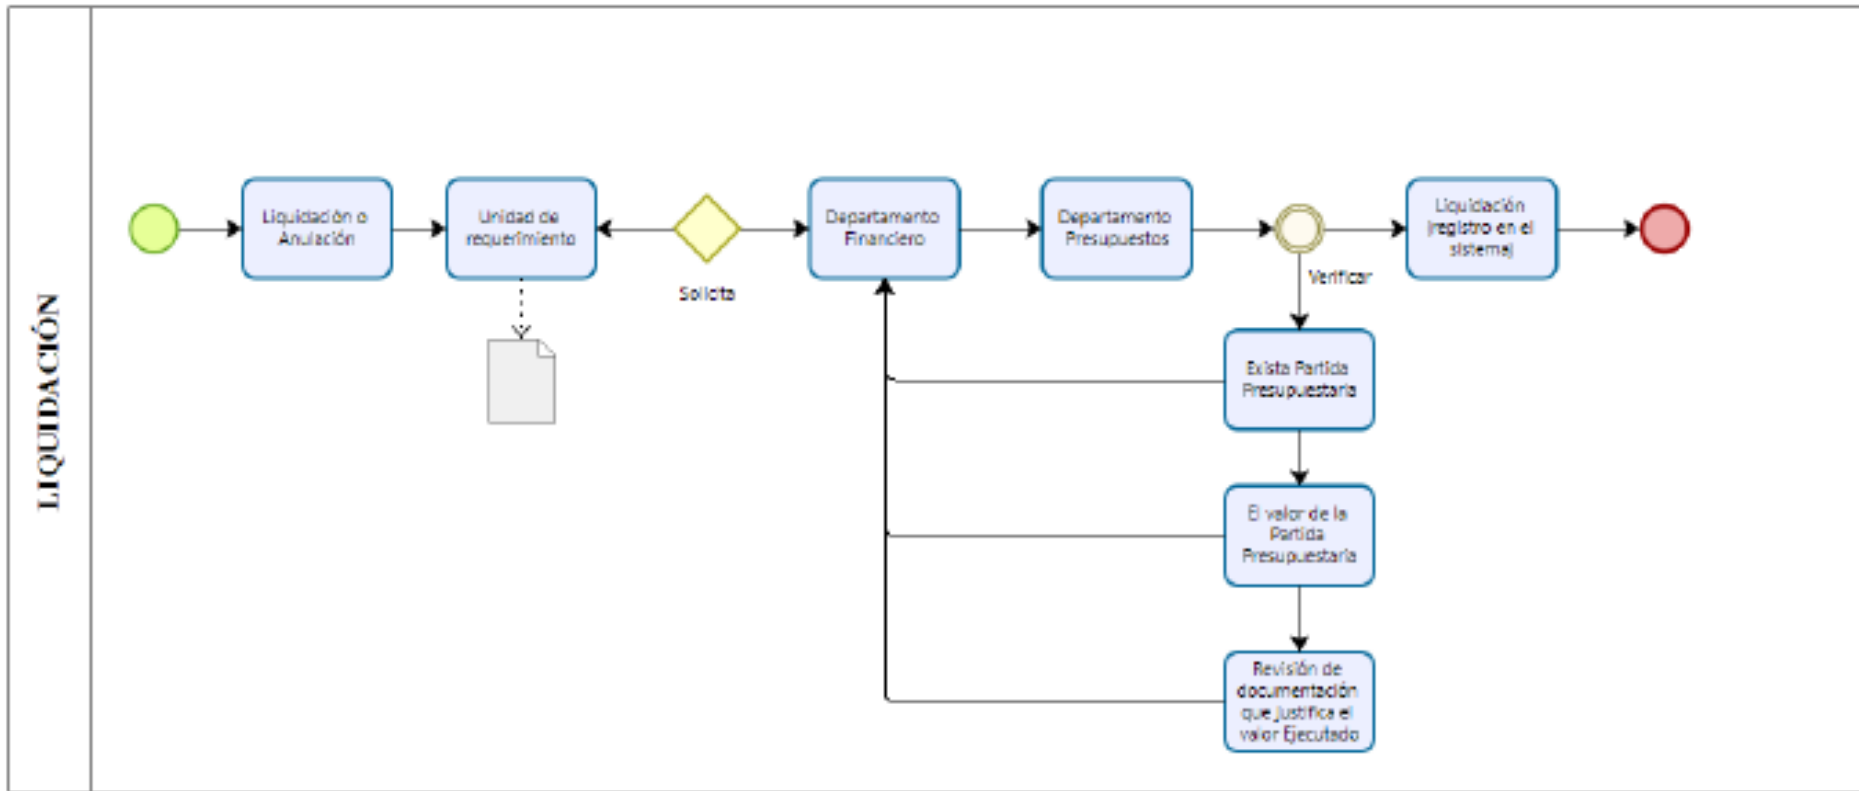 LIQUIDACIÓN
Liquidación o
Anulación
Unidad de
requerimiento
Solicita
Departamento
Financiero
Departamento
Presupuestos
Verificar
Liquidación
(registro en el
sistema)
Exista Partida
Presupuestaria
El valor de la
Partida
Presupuestaria
Revisión de
documentación
que justifica el
valor Ejecutado